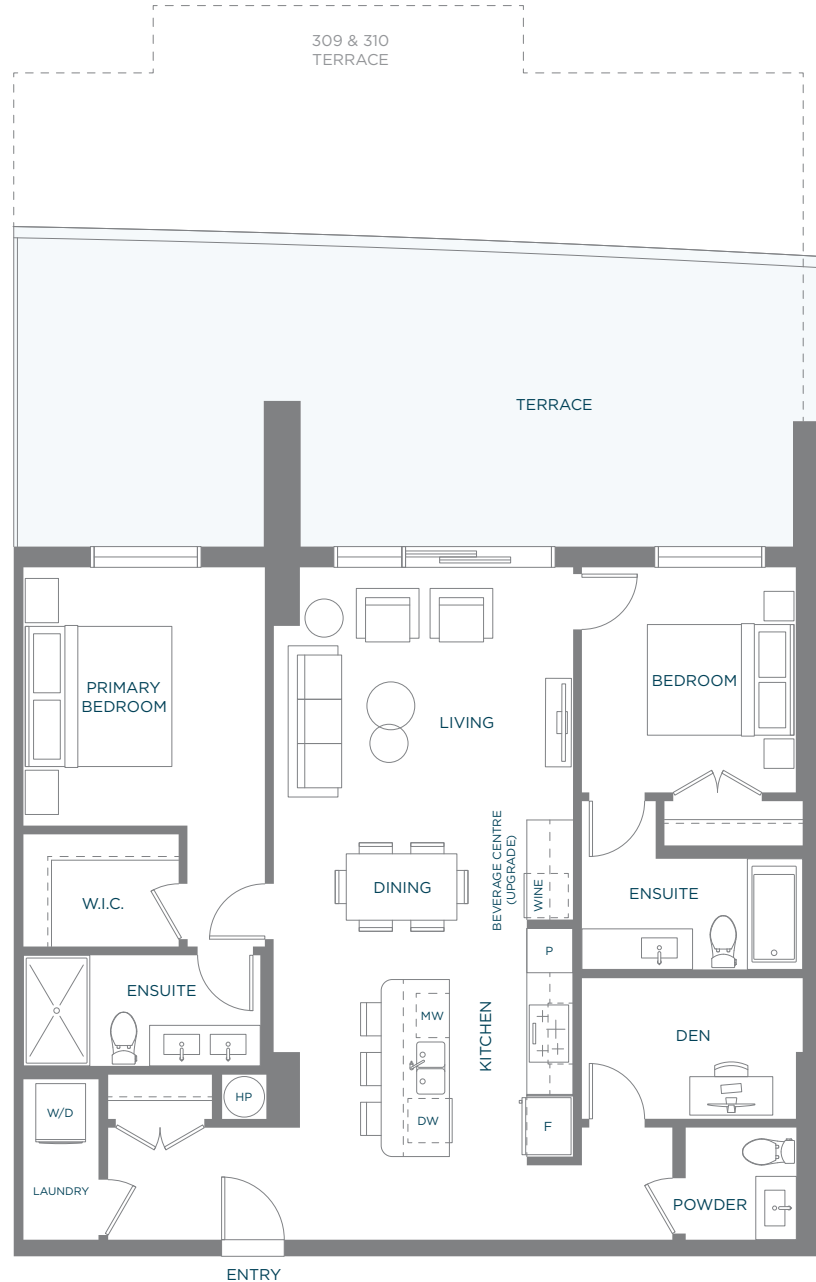 309 & 310
TERRACE
TERRACE
PRIMARY
BEDROOM
LIVING
BEDROOM
BEVERAGE CENTRE
(UPGRADE)
WINE
DINING
W.I.C.
ENSUITE
P
ENSUITE
MW
KITCHEN
DEN
HP
W/D
DW
F
LAUNDRY
POWDER
ENTRY